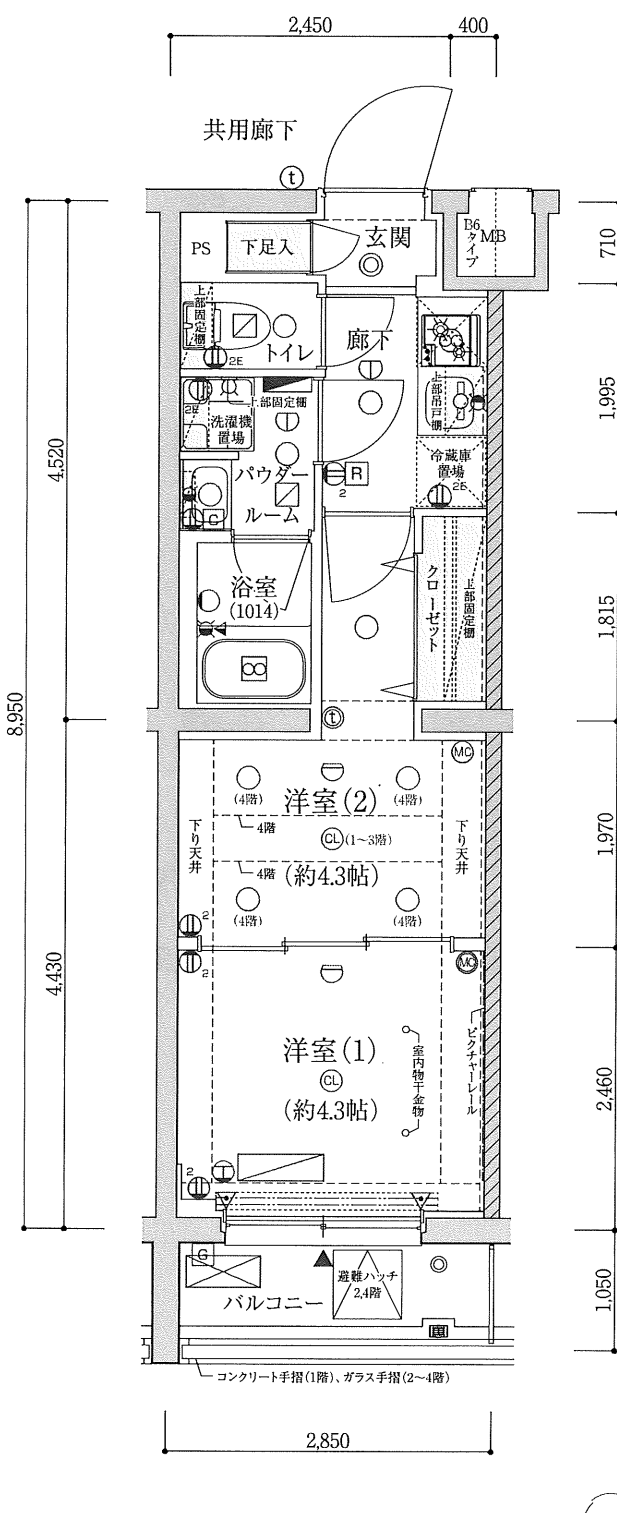 2,450
400
共用廊下
t
PS
下足入
玄関
B6タイプ
MB
710
上部固定棚
トイレ
2E
廊下
上部吊戸棚
1,995
2E
上部固定棚
洗濯機
置場
パウダー
ルーム
C
R
2
冷蔵庫
置場
2E
4,520
浴室
(1014)
クローゼット
上部固定棚
1,815
8,950
t
MC
(4階)
洋室(2)
(4階)
4階
CL(1〜3階)
下り天井
下り天井
4階
(約4.3帖)
(4階)
(4階)
1,970
2
2
MC
4,430
洋室(1)
CL
(約4.3帖)
室内物干金物
ピクチャーレール
2,460
2
G
避難ハッチ
2,4階
バルコニー
1,050
コンクリート手摺(1階)、ガラス手摺(2〜4階)
2,850